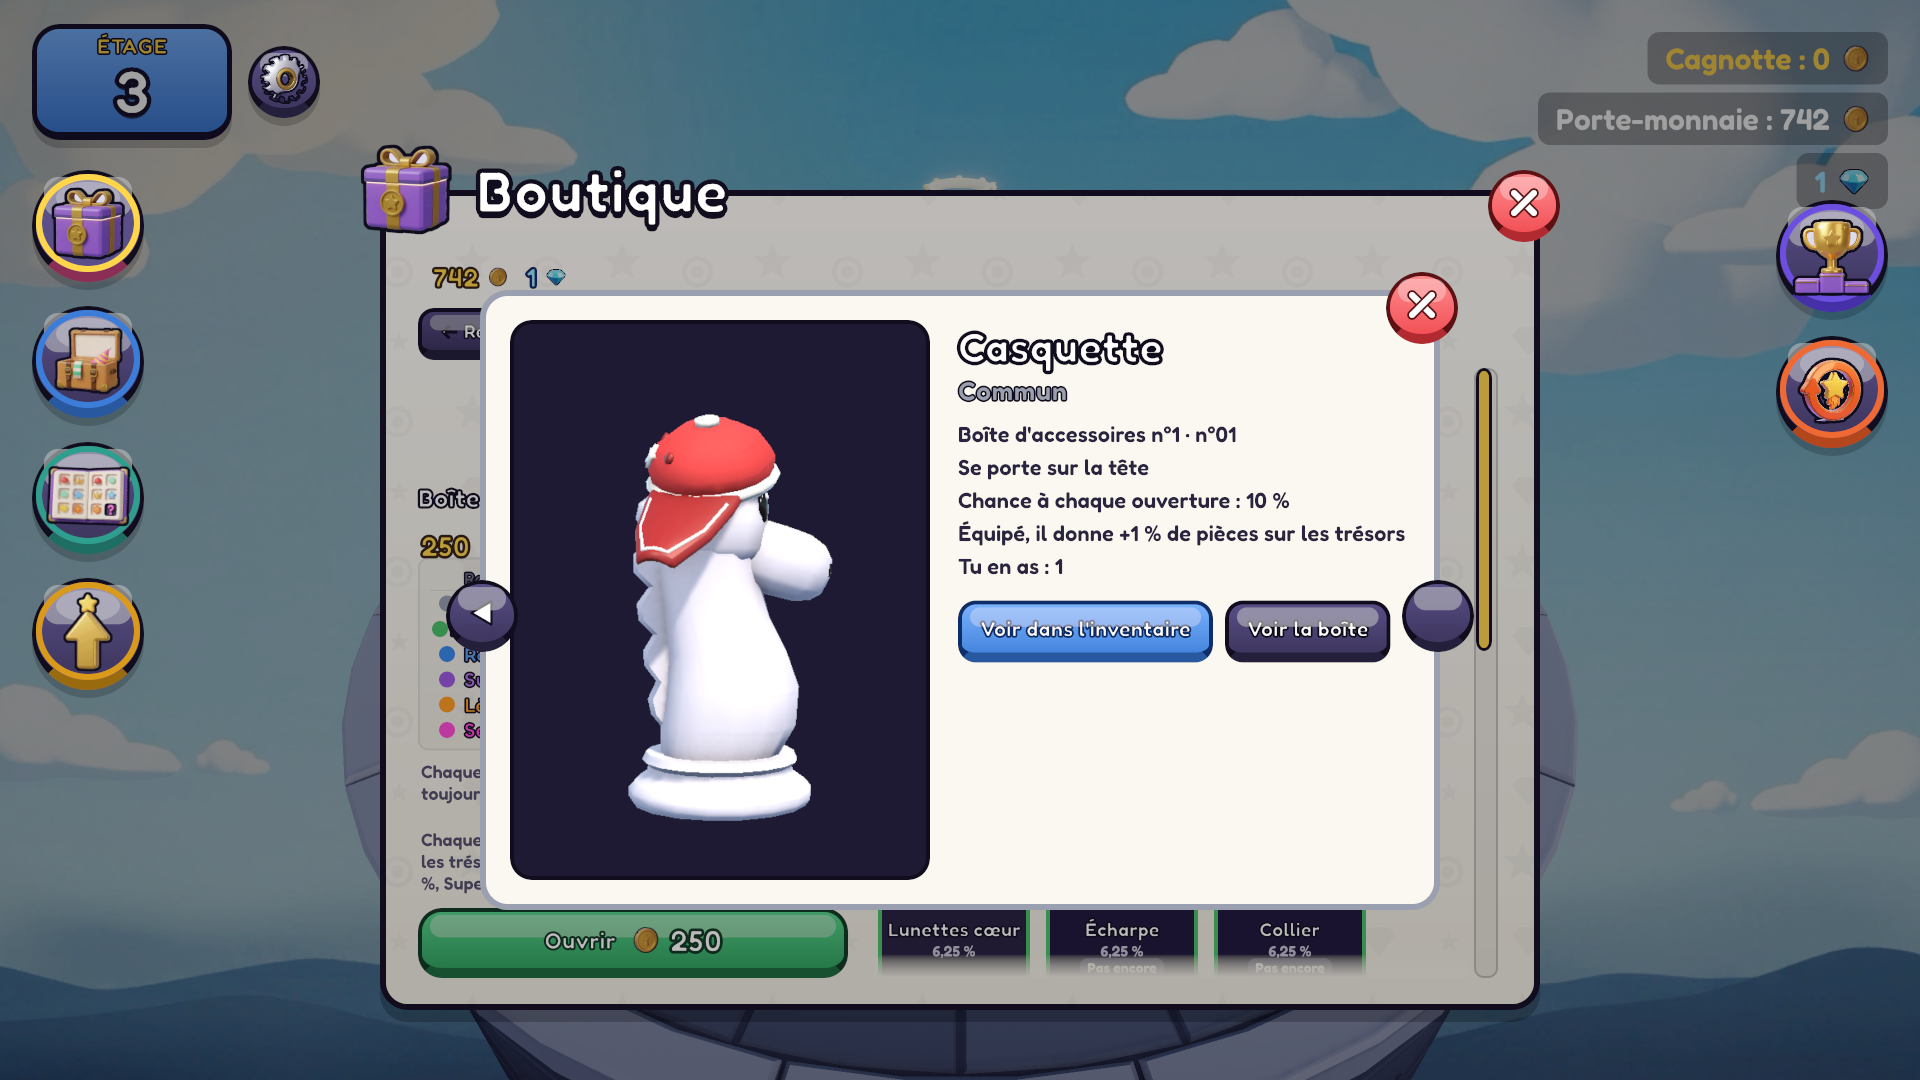 ÉTAGE
3
Cagnotte : 0
Porte-monnaie : 742
1
Boutique
742 1
Casquette
Commun
Boîte d'accessoires n°1 · n°01
Se porte sur la tête
Chance à chaque ouverture : 10 %
Équipé, il donne +1 % de pièces sur les trésors
Tu en as : 1
Voir dans l'inventaire
Voir la boîte
Boîte
250
Chaque
toujour
Chaque
les trés
%, Supe
Ouvrir 250
Lunettes cœur
6,25 %
Écharpe
6,25 %
Pas encore
Collier
6,25 %
Pas encore